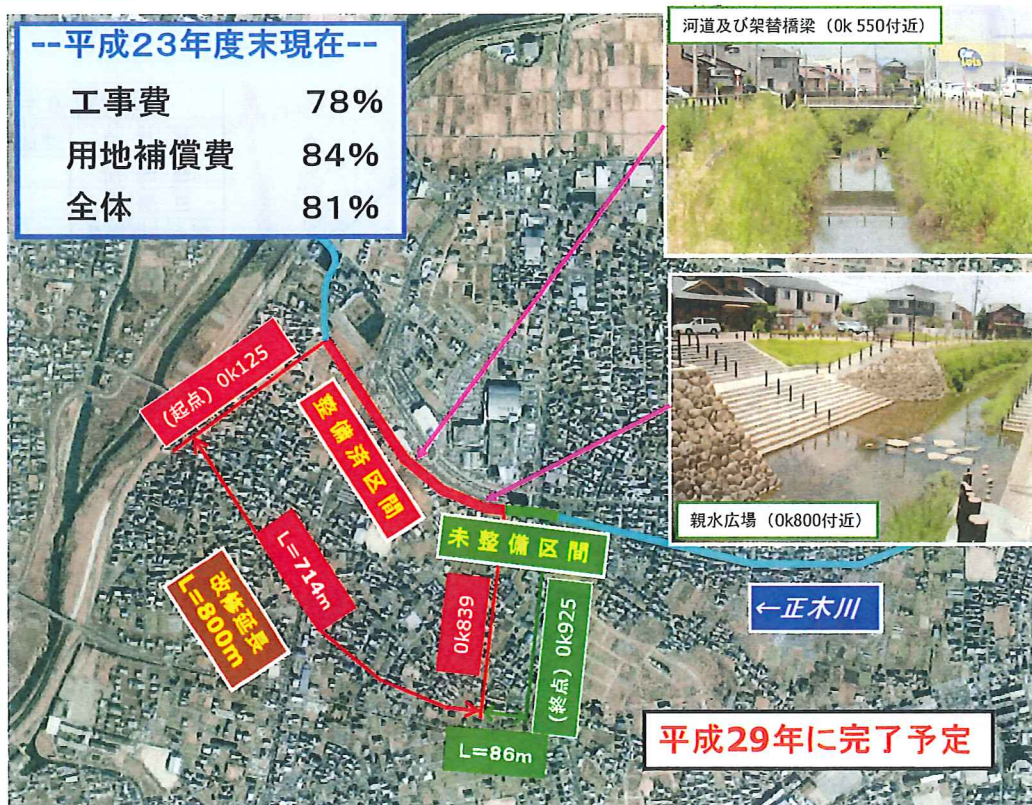 --平成23年度末現在--
工事費 78%
用地補償費 84%
全体 81%
河道及び架替橋梁（0k 550付近）
(起点) 0k125
整備済区間
親水広場（0k800付近）
未整備区間
L=714m
改修延長
L=800m
0k839
(終点) 0k925
←正木川
L=86m
平成29年に完了予定